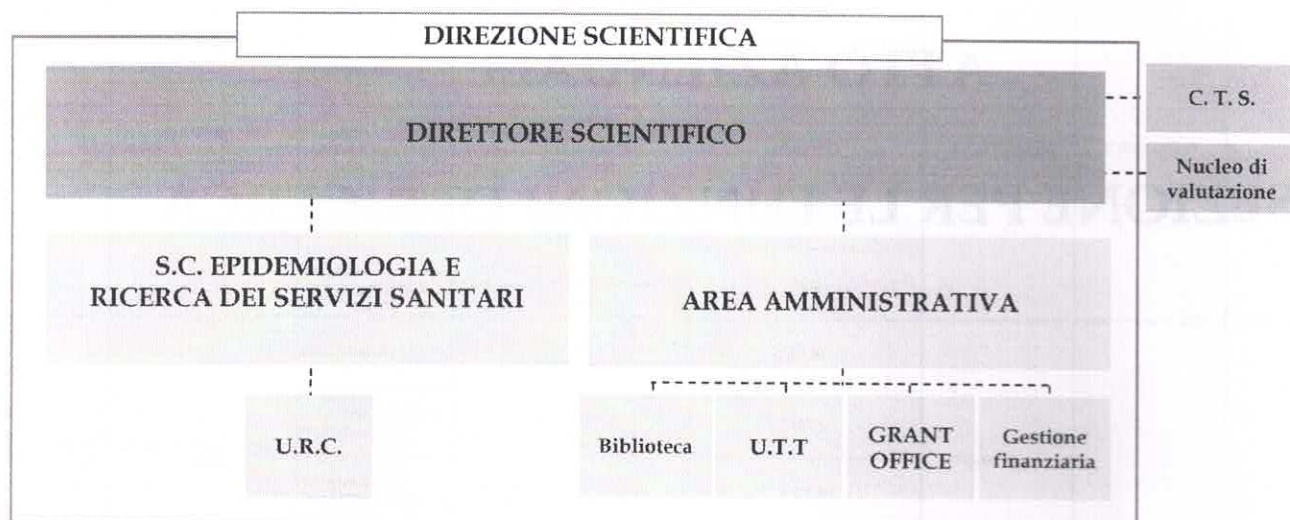 DIREZIONE SCIENTIFICA
DIRETTORE SCIENTIFICO
C. T. S.
Nucleo di
valutazione
S.C. EPIDEMIOLOGIA E
RICERCA DEI SERVIZI SANITARI
AREA AMMINISTRATIVA
U.R.C.
Biblioteca
U.T.T
GRANT
OFFICE
Gestione
finanziaria